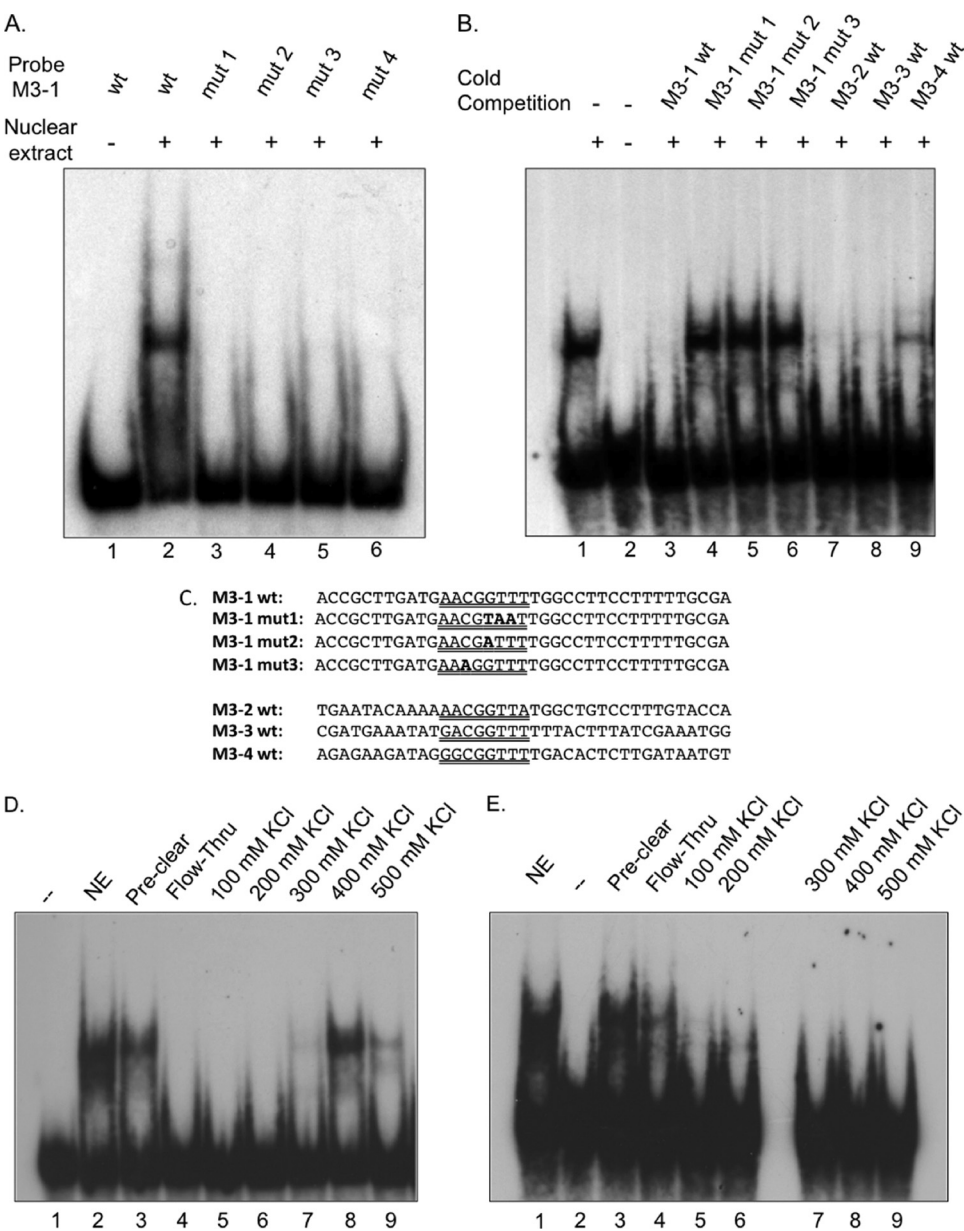 A.
Probe M3-1
wt wt mut 1 mut 2 mut 3 mut 4
Nuclear extract
- + + + + +
1 2 3 4 5 6
B.
Cold Competition
- - M3-1 wt M3-1 mut 1 M3-1 mut 2 M3-1 mut 3 M3-2 wt M3-3 wt M3-4 wt
+ - + + + + + + +
1 2 3 4 5 6 7 8 9
C.
M3-1 wt: ACCGCTTGATGAACGGTTTTGGCCTTCCTTTTTGCGA
M3-1 mut1: ACCGCTTGATGAACGTAATTGGCCTTCCTTTTTGCGA
M3-1 mut2: ACCGCTTGATGAACGATTTTGGCCTTCCTTTTTGCGA
M3-1 mut3: ACCGCTTGATGAAAGGTTTTGGCCTTCCTTTTTGCGA
M3-2 wt: TGAATACAAAAAACGGTTATGGCTGTCCTTTGTACCA
M3-3 wt: CGATGAAATATGACGGTTTTTTACTTTATCGAAATGG
M3-4 wt: AGAGAAGATAGGGCGGTTTTGACACTCTTGATAATGT
D.
-- NE Pre-clear Flow-Thru 100 mM KCl 200 mM KCl 300 mM KCl 400 mM KCl 500 mM KCl
1 2 3 4 5 6 7 8 9
E.
NE -- Pre-clear Flow-Thru 100 mM KCl 200 mM KCl 300 mM KCl 400 mM KCl 500 mM KCl
1 2 3 4 5 6 7 8 9